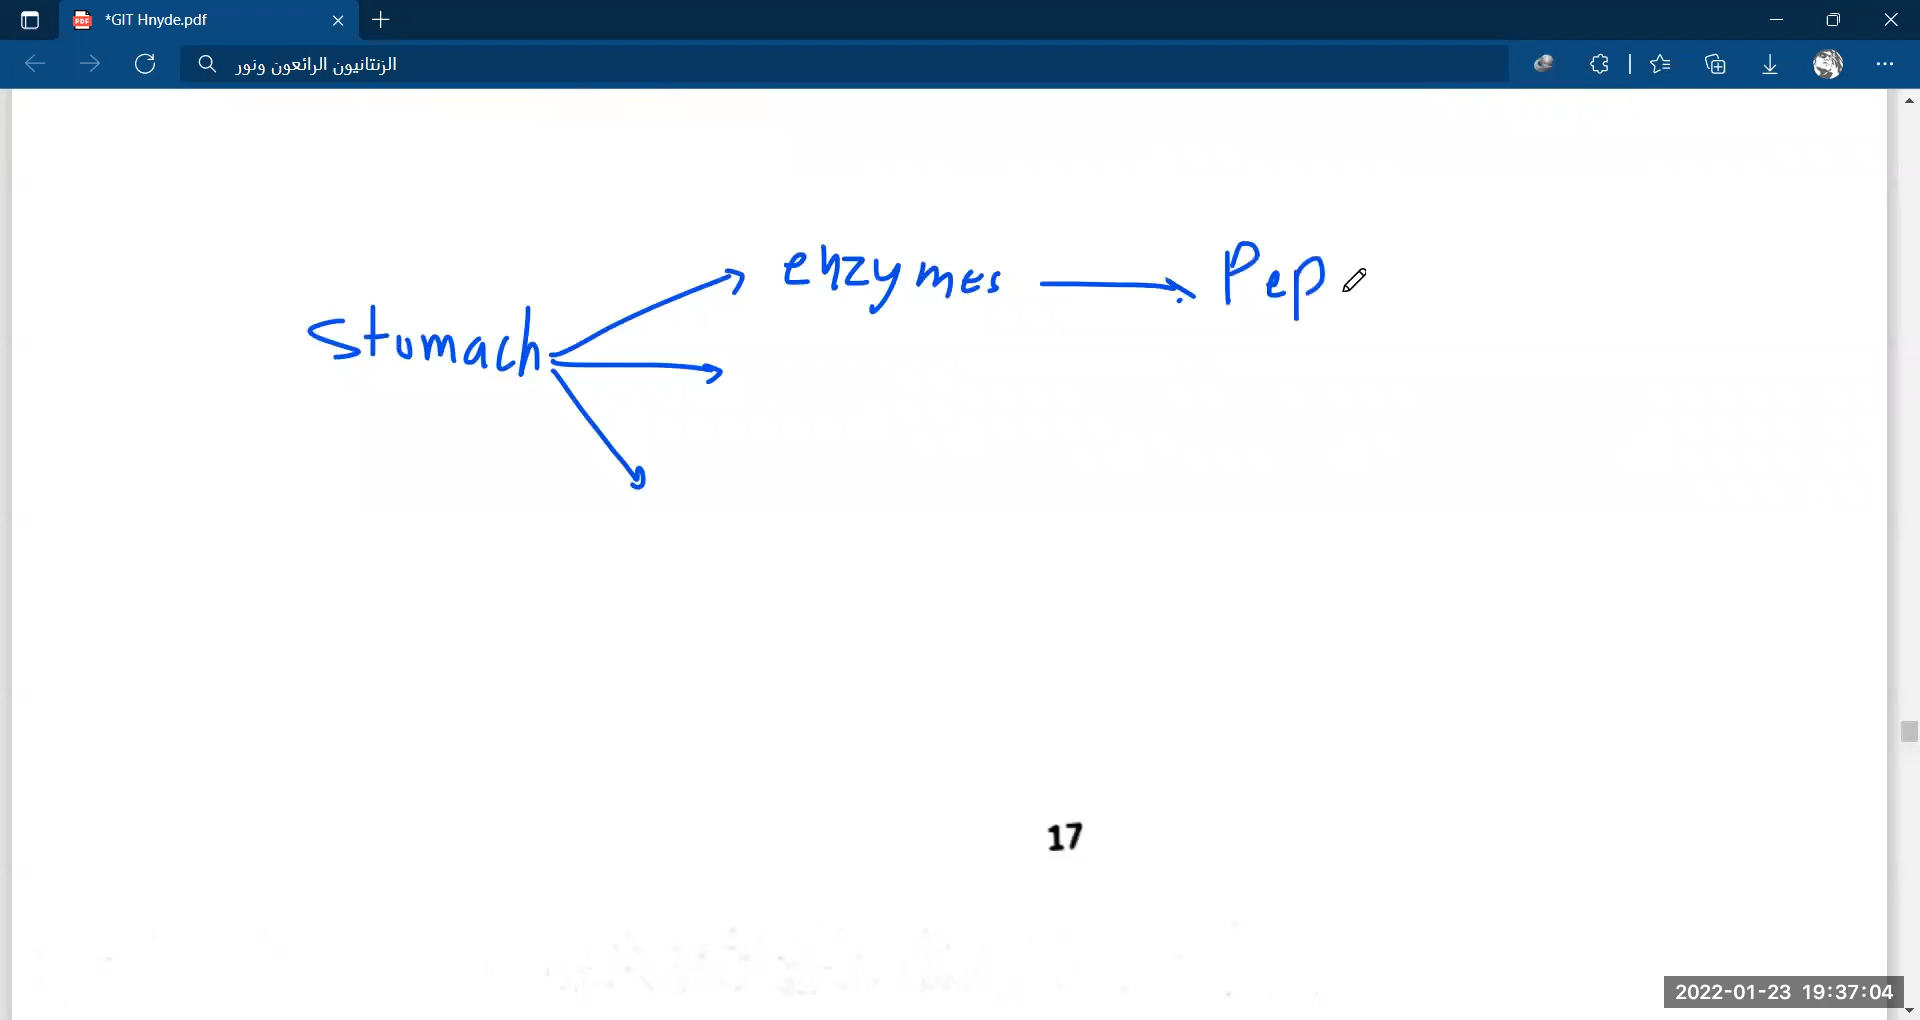 *GIT Hnyde.pdf
الزنتانيون الرائعون ونور
Stomach
enzymes
Pep
17
2022-01-23 19:37:04